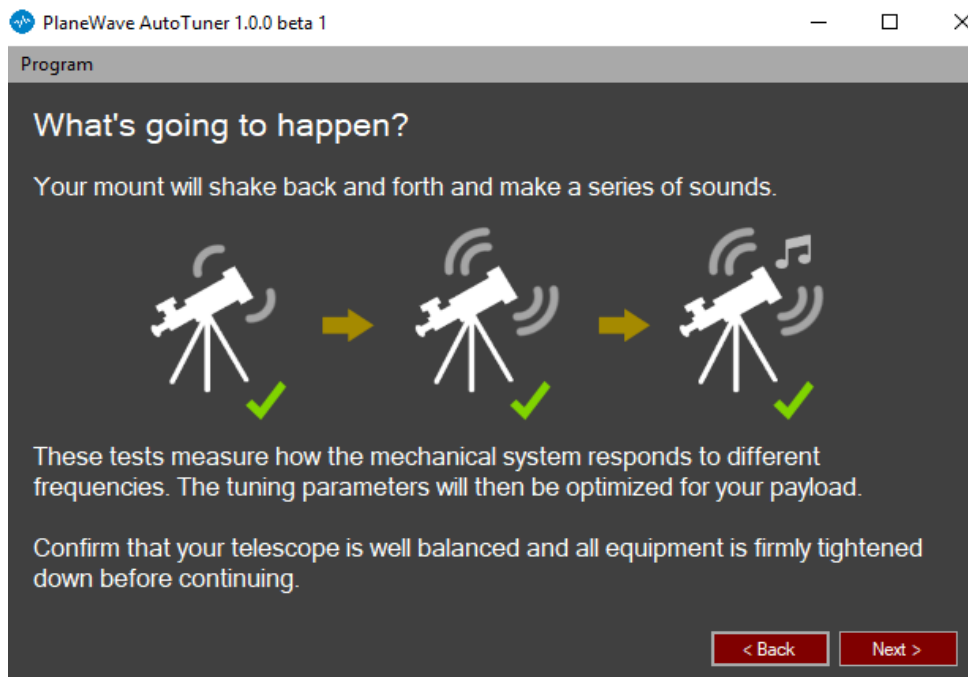 PlaneWave AutoTuner 1.0.0 beta 1
Program
What's going to happen?
Your mount will shake back and forth and make a series of sounds.
These tests measure how the mechanical system responds to different
frequencies. The tuning parameters will then be optimized for your payload.
Confirm that your telescope is well balanced and all equipment is firmly tightened
down before continuing.
< Back
Next >